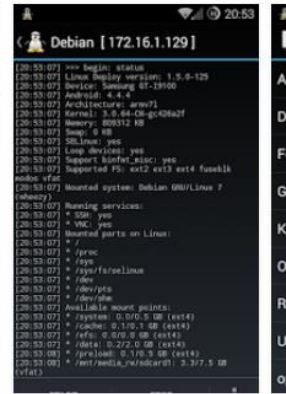 20:53
Debian [ 172.16.1.129 ]
[20:53:07] >>> begin: status
[20:53:07] Linux Deploy version: 1.5.0-125
[20:53:07] Device: Samsung GT-I9100
[20:53:07] Android: 4.4.4
[20:53:07] Architecture: armv7l
[20:53:07] Kernel: 3.0.64-CM-gc426a2f
[20:53:07] Memory: 809312 KB
[20:53:07] Swap: 0 KB
[20:53:07] SELinux: yes
[20:53:07] Loop devices: yes
[20:53:07] Support binfmt_misc: yes
[20:53:07] Supported FS: ext2 ext3 ext4 fuseblk
msdos vfat
[20:53:07] Mounted system: Debian GNU/Linux 7
(wheezy)
[20:53:07] Running services:
[20:53:07] * SSH: yes
[20:53:07] * VNC: yes
[20:53:07] Mounted parts on Linux:
[20:53:07] * /
[20:53:07] * /proc
[20:53:07] * /sys
[20:53:07] * /sys/fs/selinux
[20:53:07] * /dev
[20:53:07] * /dev/pts
[20:53:07] * /dev/shm
[20:53:07] Available mount points:
[20:53:07] * /system: 0.0/0.5 GB (ext4)
[20:53:07] * /cache: 0.1/0.1 GB (ext4)
[20:53:07] * /efs: 0.0/0.0 GB (ext4)
[20:53:07] * /data: 0.2/2.0 GB (ext4)
[20:53:08] * /preload: 0.1/0.5 GB (ext4)
[20:53:08] * /mnt/media_rw/sdcard1: 3.3/7.5 GB
(vfat)